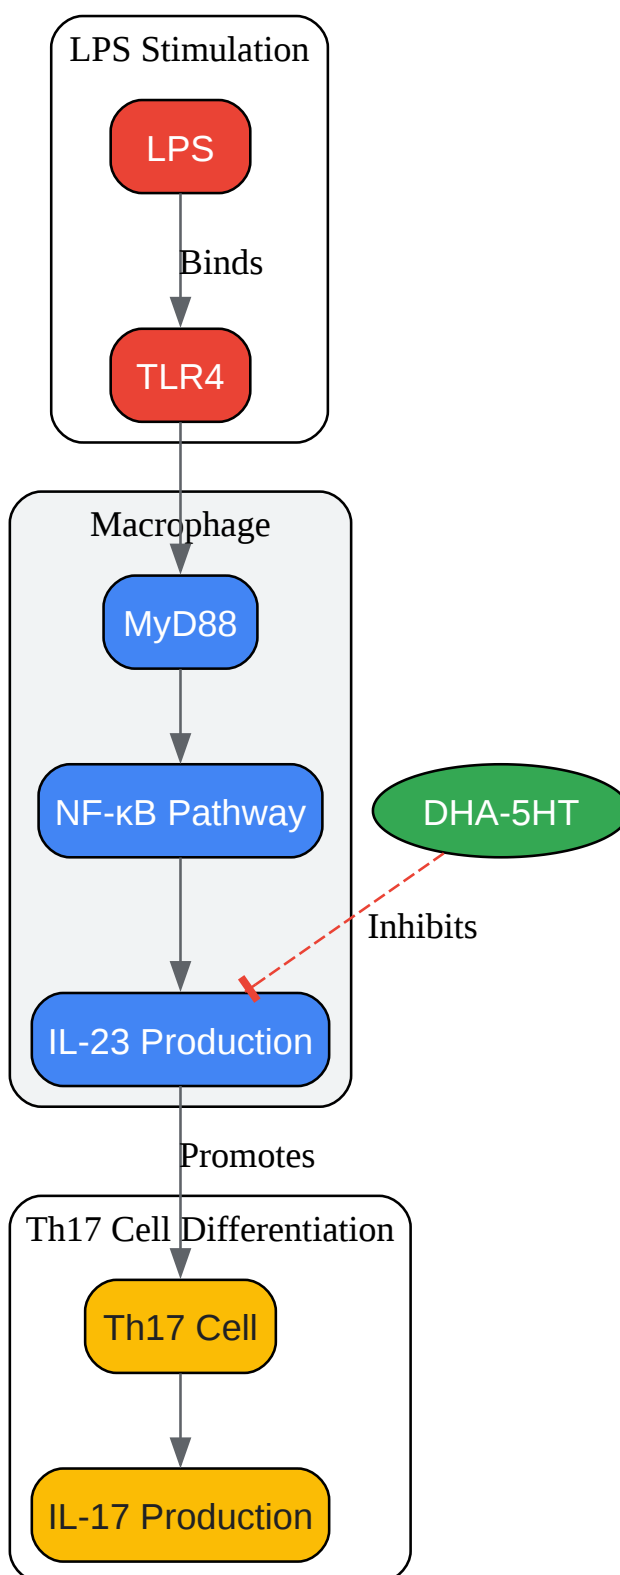 LPS Stimulation
LPS
Binds
TLR4
Macrophage
MyD88
NF-κB Pathway
DHA-5HT
Inhibits
IL-23 Production
Promotes
Th17 Cell Differentiation
Th17 Cell
IL-17 Production